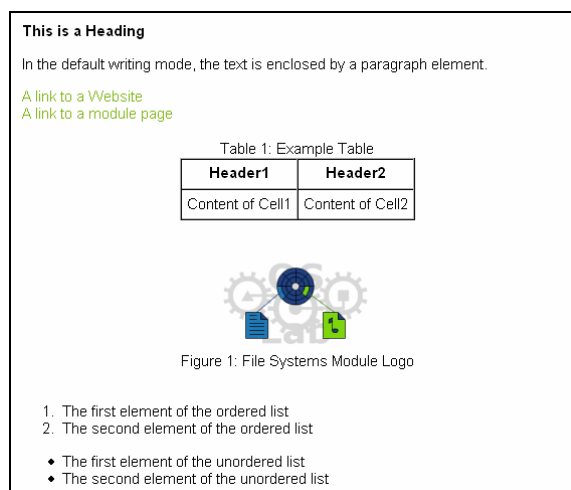 This is a Heading
In the default writing mode, the text is enclosed by a paragraph element.
A link to a Website
A link to a module page
Table 1: Example Table
Header1 Header2
Content of Cell1 Content of Cell2
OS
Lab
Figure 1: File Systems Module Logo
1. The first element of the ordered list
2. The second element of the ordered list
• The first element of the unordered list
• The second element of the unordered list